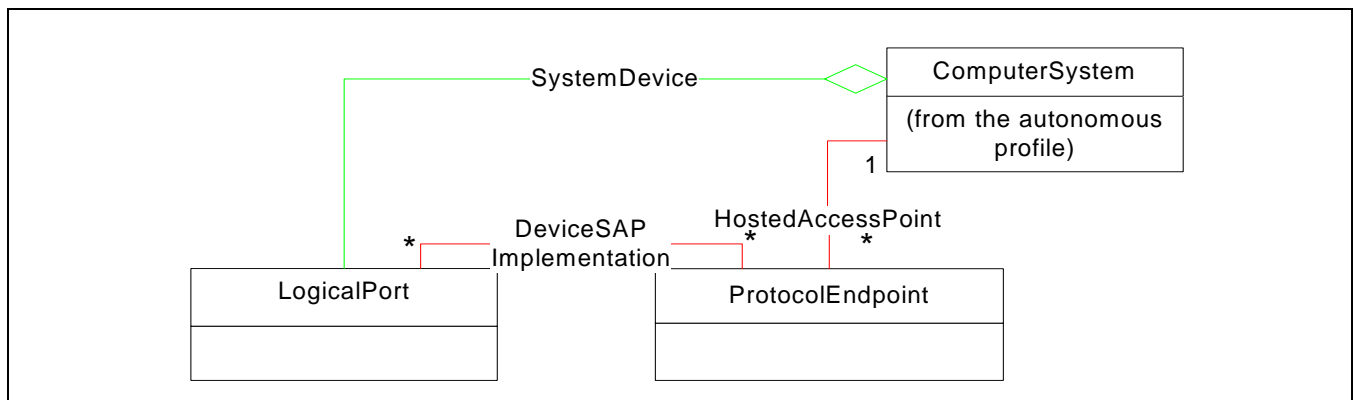 SystemDevice
ComputerSystem
(from the autonomous
profile)
1
HostedAccessPoint
*
DeviceSAP
Implementation
*
*
LogicalPort
ProtocolEndpoint